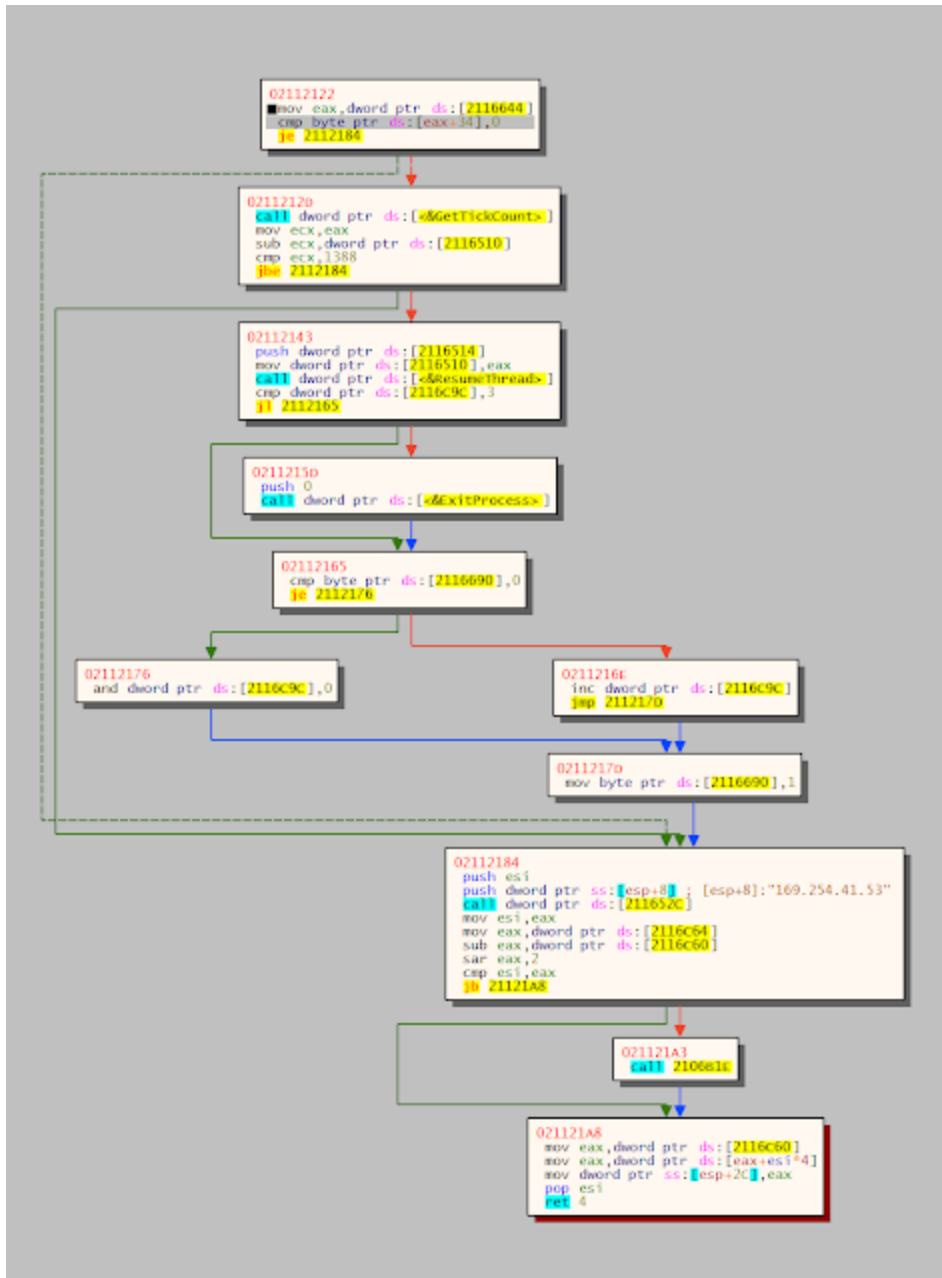 02112122
mov eax,dword ptr ds:[2116644]
cmp byte ptr ds:[eax+34],0
je 2112184
0211212D
call dword ptr ds:[<&GetTickCount>]
mov ecx,eax
sub ecx,dword ptr ds:[2116510]
cmp ecx,1388
jbe 2112184
02112143
push dword ptr ds:[2116514]
mov dword ptr ds:[2116510],eax
call dword ptr ds:[<&ResumeThread>]
cmp dword ptr ds:[2116C9C],3
jl 2112165
0211215D
push 0
call dword ptr ds:[<&ExitProcess>]
02112165
cmp byte ptr ds:[2116690],0
je 2112176
02112176
and dword ptr ds:[2116C9C],0
0211216E
inc dword ptr ds:[2116C9C]
jmp 211217D
0211217D
mov byte ptr ds:[2116690],1
02112184
push esi
push dword ptr ss:[esp+8] ; [esp+8]:"169.254.41.53"
call dword ptr ds:[211652C]
mov esi,eax
mov eax,dword ptr ds:[2116C64]
sub eax,dword ptr ds:[2116C60]
sar eax,2
cmp esi,eax
jb 21121A8
021121A3
call 210681E
021121A8
mov eax,dword ptr ds:[2116C60]
mov eax,dword ptr ds:[eax+esi*4]
mov dword ptr ss:[esp+2C],eax
pop esi
ret 4